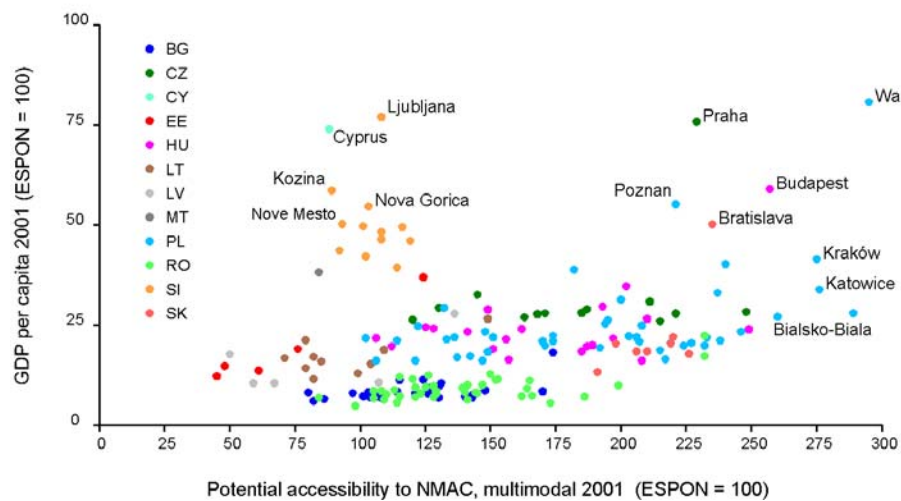 100
75
50
25
0
GDP per capita 2001 (ESPON = 100)
BG
CZ
CY
EE
HU
LT
LV
MT
PL
RO
SI
SK
Ljubljana
Cyprus
Kozina
Nova Gorica
Nove Mesto
Praha
Wa
Poznan
Budapest
Bratislava
Kraków
Katowice
Bialsko-Biala
0 25 50 75 100 125 150 175 200 225 250 275 300
Potential accessibility to NMAC, multimodal 2001 (ESPON = 100)